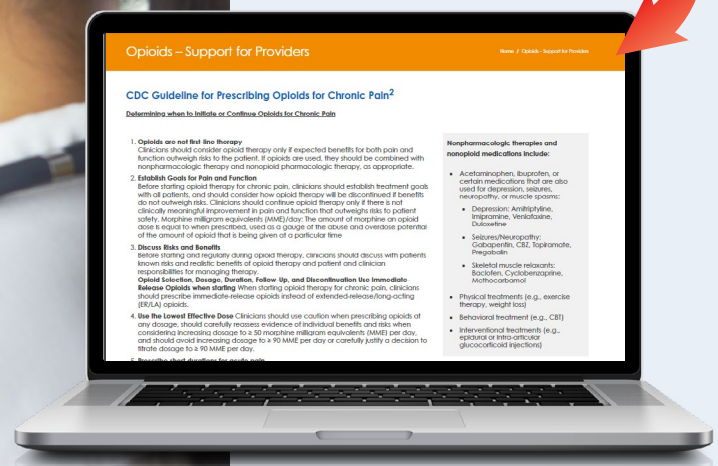 Opioids – Support for Providers
Home / Opioids - Support for Providers
CDC Guideline for Prescribing Opioids for Chronic Pain2
Determining when to Initiate or Continue Opioids for Chronic Pain
1. Opioids are not first-line therapy
Clinicians should consider opioid therapy only if expected benefits for both pain and
function outweigh risks to the patient. If opioids are used, they should be combined with
nonpharmacologic therapy and nonopioid pharmacologic therapy, as appropriate.
2. Establish Goals for Pain and Function
Before starting opioid therapy for chronic pain, clinicians should establish treatment goals
with all patients, and should consider how opioid therapy will be discontinued if benefits
do not outweigh risks. Clinicians should continue opioid therapy only if there is not
clinically meaningful improvement in pain and function that outweighs risks to patient
safety. Morphine milligram equivalents (MME)/day: The amount of morphine an opioid
dose is equal to when prescribed, used as a gauge of the abuse and overdose potential
of the amount of opioid that is being given at a particular time
3. Discuss Risks and Benefits
Before starting and regularly during opioid therapy, clinicians should discuss with patients
known risks and realistic benefits of opioid therapy and patient and clinician
responsibilities for managing therapy.
Opioid Selection, Dosage, Duration, Follow-Up, and Discontinuation Use Immediate-
Release Opioids when starting When starting opioid therapy for chronic pain, clinicians
should prescribe immediate-release opioids instead of extended-release/long-acting
(ER/LA) opioids.
4. Use the Lowest Effective Dose Clinicians should use caution when prescribing opioids at
any dosage, should carefully reassess evidence of individual benefits and risks when
considering increasing dosage to ≥ 50 morphine milligram equivalents (MME) per day,
and should avoid increasing dosage to ≥ 90 MME per day or carefully justify a decision to
titrate dosage to ≥ 90 MME per day.
5. Prescribe short durations for acute pain
Nonpharmacologic therapies and
nonopioid medications include:
• Acetaminophen, ibuprofen, or
certain medications that are also
used for depression, seizures,
neuropathy, or muscle spasms:
• Depression: Amitriptyline,
Imipramine, Venlafaxine,
Duloxetine
• Seizures/Neuropathy:
Gabapentin, CBZ, Topiramate,
Pregabalin
• Skeletal muscle relaxants:
Baclofen, Cyclobenzaprine,
Methocarbamol
• Physical treatments (e.g., exercise
therapy, weight loss)
• Behavioral treatment (e.g., CBT)
• Interventional treatments (e.g.,
epidural or intra-articular
glucocorticoid injections)